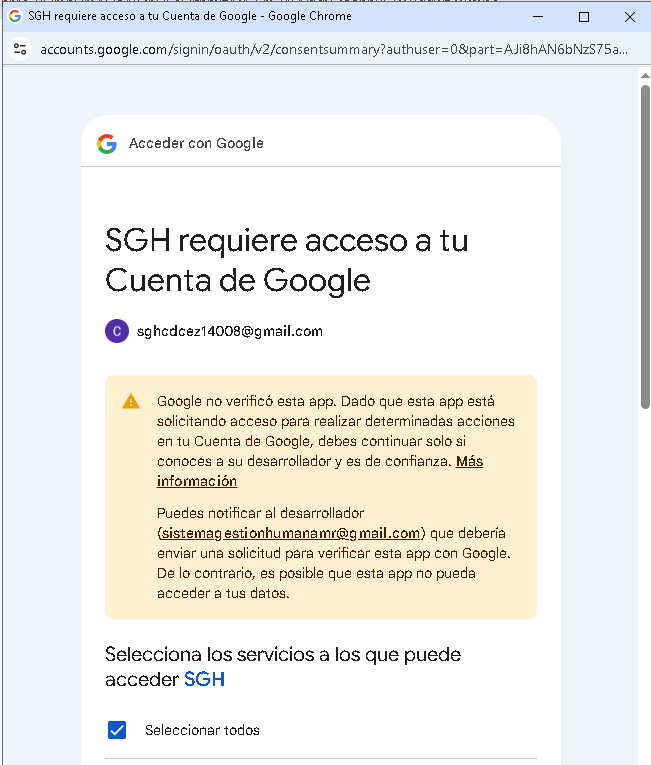 SGH requiere acceso a tu Cuenta de Google - Google Chrome
accounts.google.com/signin/oauth/v2/consentsummary?authuser=0&part=AJi8hAN6bNzS75a...
Acceder con Google
SGH requiere acceso a tu
Cuenta de Google
C sghcdcez14008@gmail.com
Google no verificó esta app. Dado que esta app está
solicitando acceso para realizar determinadas acciones
en tu Cuenta de Google, debes continuar solo si
conoces a su desarrollador y es de confianza. Más
información
Puedes notificar al desarrollador
(sistemagestionhumanamr@gmail.com) que debería
enviar una solicitud para verificar esta app con Google.
De lo contrario, es posible que esta app no pueda
acceder a tus datos.
Selecciona los servicios a los que puede
acceder SGH
Seleccionar todos